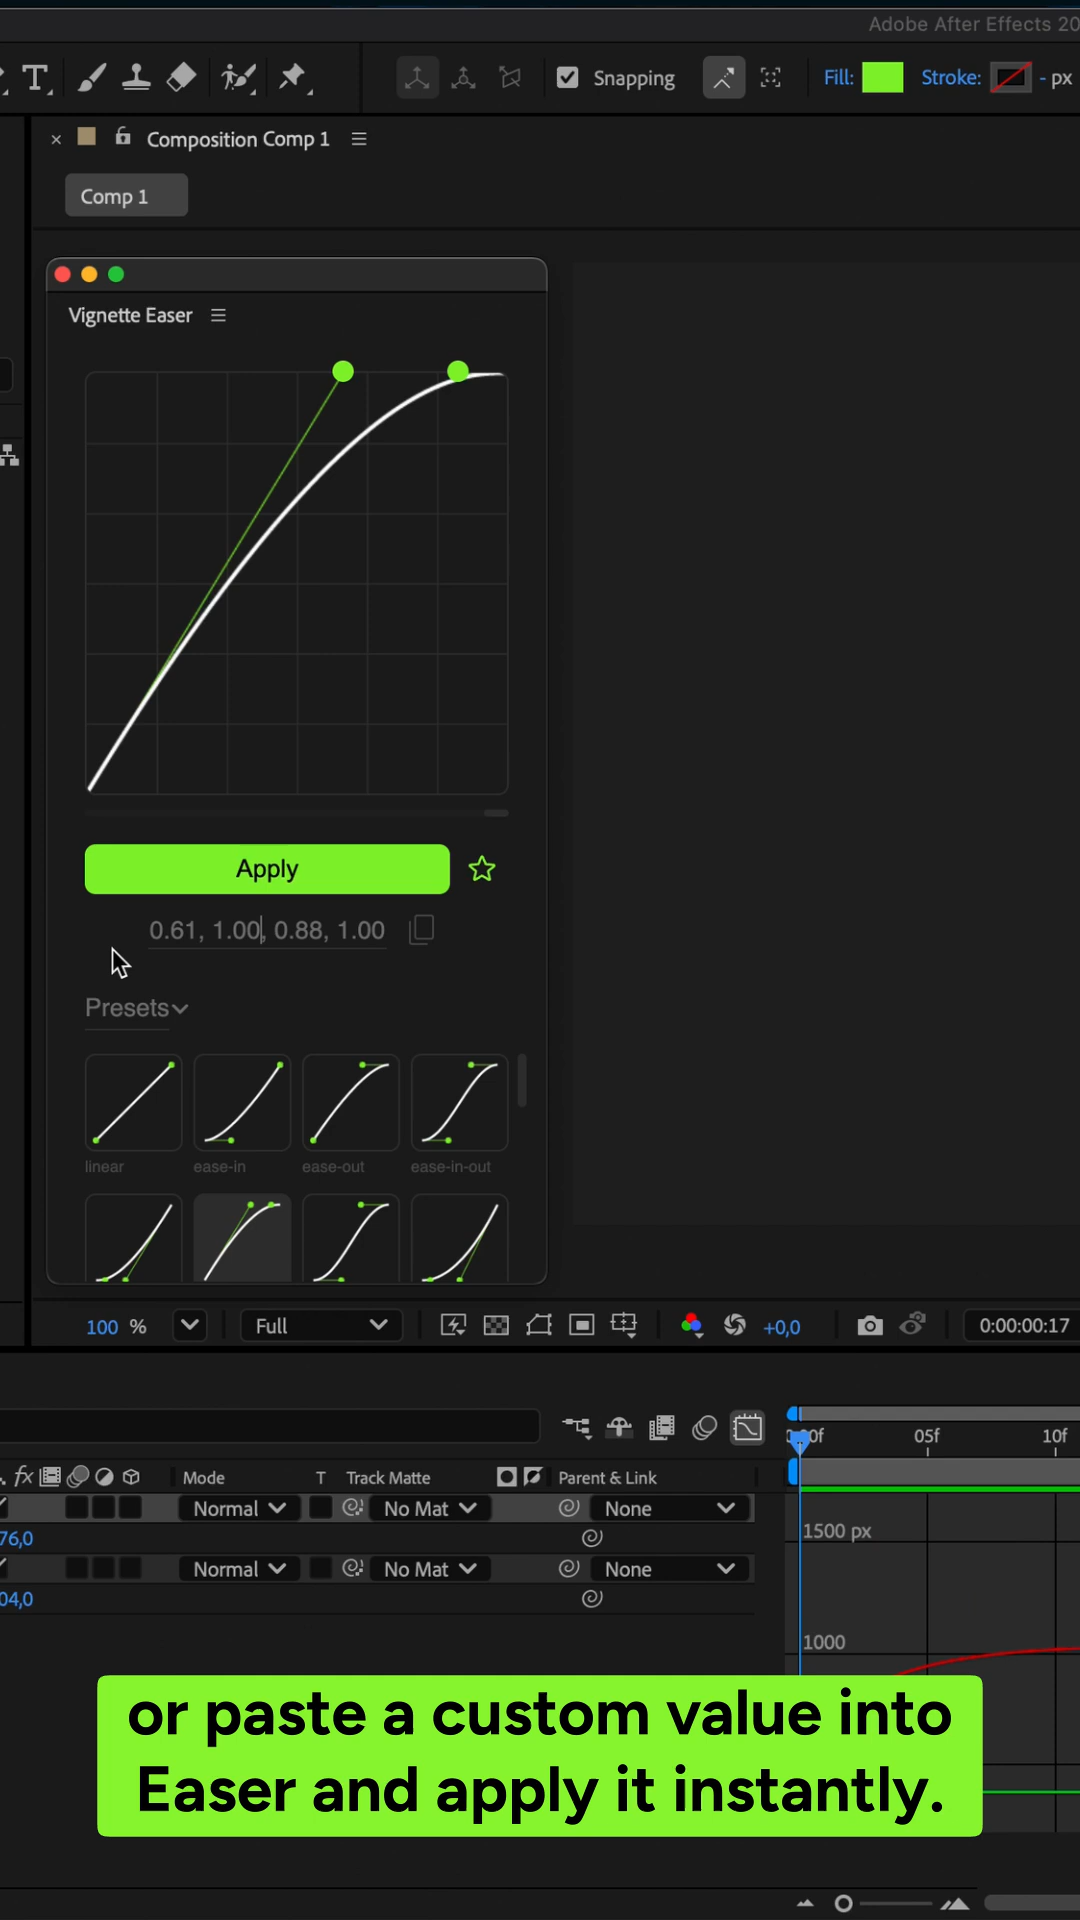 Adobe After Effects 20
T
Snapping
Fill:
Stroke:
- px
Composition Comp 1
Comp 1
Vignette Easer
Apply
0.61, 1.00, 0.88, 1.00
Presets
linear
ease-in
ease-out
ease-in-out
100 %
Full
+0,0
0:00:00:17
05f
10f
fx
Mode
T
Track Matte
Parent & Link
Normal
No Mat
None
76,0
Normal
No Mat
None
04,0
1500 px
1000
or paste a custom value into
Easer and apply it instantly.